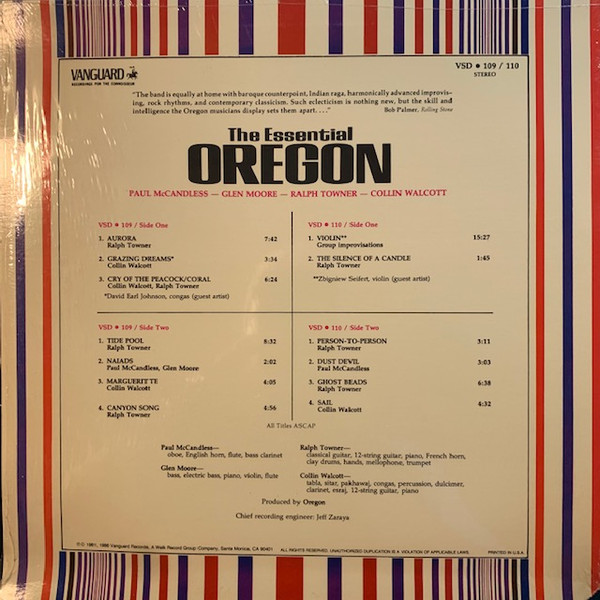 VANGUARD
RECORDINGS FOR THE CONNOISSEUR
VSD • 109 / 110
STEREO
"The band is equally at home with baroque counterpoint, Indian raga, harmonically advanced improvis-
ing, rock rhythms, and contemporary classicism. Such eclecticism is nothing new, but the skill and
intelligence the Oregon musicians display sets them apart. . . ."
Bob Palmer, Rolling Stone
The Essential
OREGON
PAUL McCANDLESS — GLEN MOORE — RALPH TOWNER — COLLIN WALCOTT
VSD • 109 / Side One
1. AURORA 7:42
Ralph Towner
2. GRAZING DREAMS* 3:34
Collin Walcott
3. CRY OF THE PEACOCK/CORAL 6:24
Collin Walcott, Ralph Towner
*David Earl Johnson, congas (guest artist)
VSD • 110 / Side One
1. VIOLIN** 15:27
Group improvisations
2. THE SILENCE OF A CANDLE 1:45
Ralph Towner
**Zbigniew Seifert, violin (guest artist)
VSD • 109 / Side Two
1. TIDE POOL 8:32
Ralph Towner
2. NAIADS 2:02
Paul McCandless, Glen Moore
3. MARGUERITTE 4:05
Collin Walcott
4. CANYON SONG 4:56
Ralph Towner
VSD • 110 / Side Two
1. PERSON-TO-PERSON 3:11
Ralph Towner
2. DUST DEVIL 3:03
Paul McCandless
3. GHOST BEADS 6:38
Ralph Towner
4. SAIL 4:32
Collin Walcott
All Titles ASCAP
Paul McCandless—
oboe, English horn, flute, bass clarinet
Glen Moore—
bass, electric bass, piano, violin, flute
Ralph Towner—
classical guitar, 12-string guitar, piano, French horn,
clay drums, hands, mellophone, trumpet
Collin Walcott—
tabla, sitar, pakhawaj, congas, percussion, dulcimer,
clarinet, esraj, 12-string guitar, piano
Produced by Oregon
Chief recording engineer: Jeff Zaraya
℗ © 1981, 1986 Vanguard Recordings, A Welk Record Group Company, Santa Monica, CA 90401 ALL RIGHTS RESERVED. UNAUTHORIZED DUPLICATION IS A VIOLATION OF APPLICABLE LAWS. PRINTED IN U.S.A.